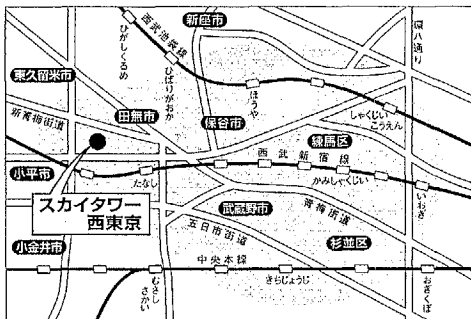 新座市
環八通り
西武池袋線
ひがしくるめ
ひばりがおか
東久留米市
ほうや
新青梅街道
田無市
保谷市
しゃくじい
こうえん
練馬区
西武新宿線
小平市
たなし
かみしゃくじい
いおぎ
スカイタワー
西東京
武蔵野市
青梅街道
五日市街道
杉並区
小金井市
中央本線
むさし
さかい
きちじょうじ
おぎくぼ